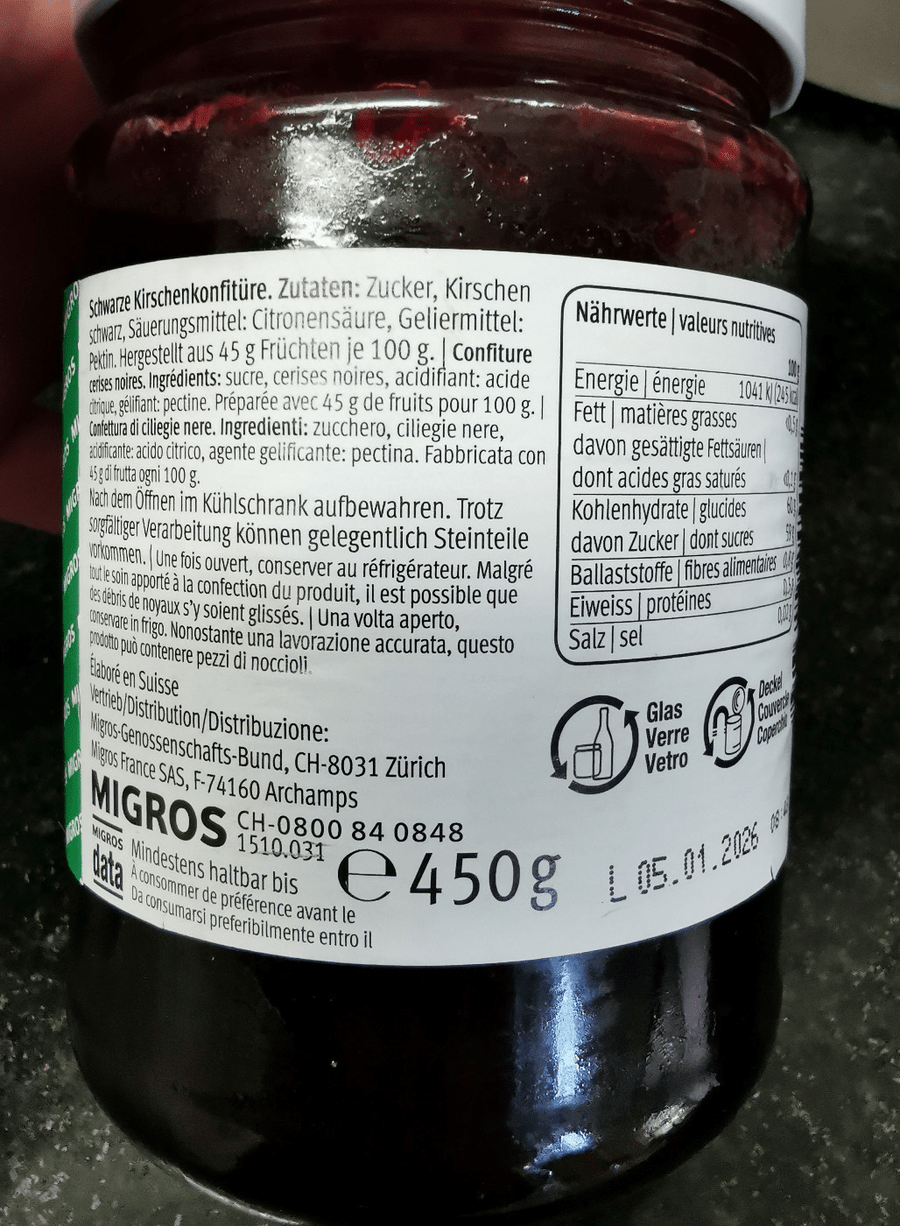 Schwarze Kirschenkonfitüre. Zutaten: Zucker, Kirschen
schwarz, Säuerungsmittel: Citronensäure, Geliermittel:
Pektin. Hergestellt aus 45 g Früchten je 100 g. | Confiture
cerises noires. Ingrédients: sucre, cerises noires, acidifiant: acide
citrique, gélifiant: pectine. Préparée avec 45 g de fruits pour 100 g. |
Confettura di ciliegie nere. Ingredienti: zucchero, ciliegie nere,
acidificante: acido citrico, agente gelificante: pectina. Fabbricata con
45 g di frutta ogni 100 g.
Nach dem Öffnen im Kühlschrank aufbewahren. Trotz
sorgfältiger Verarbeitung können gelegentlich Steinteile
vorkommen. | Une fois ouvert, conserver au réfrigérateur. Malgré
tout le soin apporté à la confection du produit, il est possible que
des débris de noyaux s'y soient glissés. | Una volta aperto,
conservare in frigo. Nonostante una lavorazione accurata, questo
prodotto può contenere pezzi di noccioli.
Élaboré en Suisse
Vertrieb/Distribution/Distribuzione:
Migros-Genossenschafts-Bund, CH-8031 Zürich
Migros France SAS, F-74160 Archamps
MIGROS CH-0800 84 0848
1510.031
MIGROS
data
Mindestens haltbar bis
À consommer de préférence avant le
Da consumarsi preferibilmente entro il
e 450g
L 05.01.2026
Nährwerte | valeurs nutritives
100 g
Energie | énergie 1041 kJ (245 kcal
Fett | matières grasses <0.5 g
davon gesättigte Fettsäuren |
dont acides gras saturés <0.1 g
Kohlenhydrate | glucides 60 g
davon Zucker | dont sucres 59 g
Ballaststoffe | fibres alimentaires
Eiweiss | protéines
Salz | sel
Glas
Verre
Vetro
Deckel
Couvercle
Coperchio